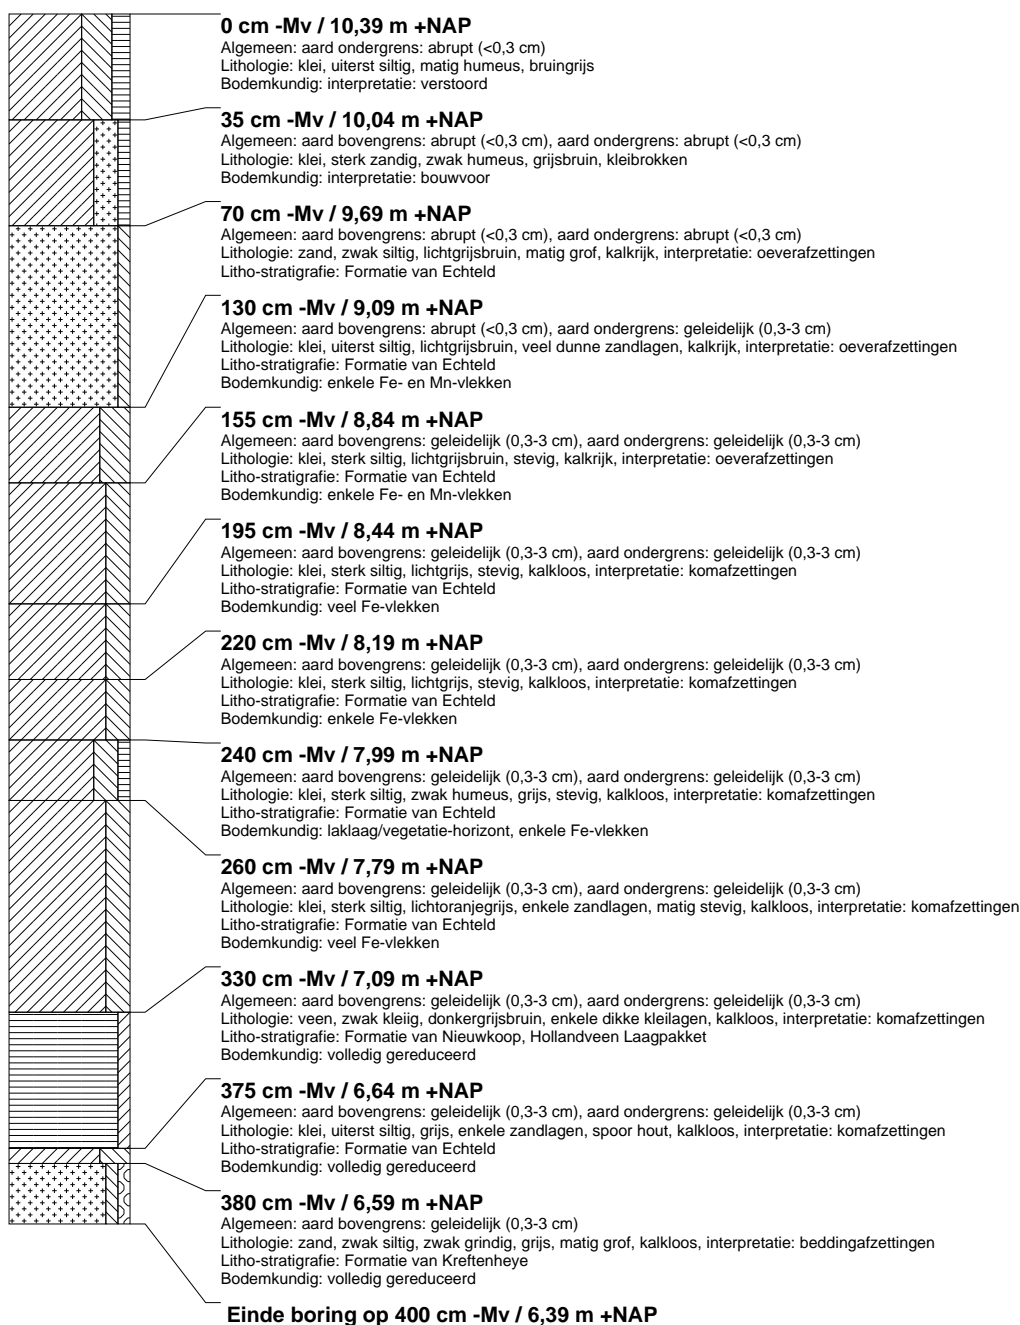 0 cm -Mv / 10,39 m +NAP
Algemeen: aard ondergrens: abrupt (<0,3 cm)
Lithologie: klei, uiterst siltig, matig humeus, bruingrijs
Bodemkundig: interpretatie: verstoord
35 cm -Mv / 10,04 m +NAP
Algemeen: aard bovengrens: abrupt (<0,3 cm), aard ondergrens: abrupt (<0,3 cm)
Lithologie: klei, sterk zandig, zwak humeus, grijsbruin, kleibrokken
Bodemkundig: interpretatie: bouwvoor
70 cm -Mv / 9,69 m +NAP
Algemeen: aard bovengrens: abrupt (<0,3 cm), aard ondergrens: abrupt (<0,3 cm)
Lithologie: zand, zwak siltig, lichtgrijsbruin, matig grof, kalkrijk, interpretatie: oeverafzettingen
Litho-stratigrafie: Formatie van Echteld
130 cm -Mv / 9,09 m +NAP
Algemeen: aard bovengrens: abrupt (<0,3 cm), aard ondergrens: geleidelijk (0,3-3 cm)
Lithologie: klei, uiterst siltig, lichtgrijsbruin, veel dunne zandlagen, kalkrijk, interpretatie: oeverafzettingen
Litho-stratigrafie: Formatie van Echteld
Bodemkundig: enkele Fe- en Mn-vlekken
155 cm -Mv / 8,84 m +NAP
Algemeen: aard bovengrens: geleidelijk (0,3-3 cm), aard ondergrens: geleidelijk (0,3-3 cm)
Lithologie: klei, sterk siltig, lichtgrijsbruin, stevig, kalkrijk, interpretatie: oeverafzettingen
Litho-stratigrafie: Formatie van Echteld
Bodemkundig: enkele Fe- en Mn-vlekken
195 cm -Mv / 8,44 m +NAP
Algemeen: aard bovengrens: geleidelijk (0,3-3 cm), aard ondergrens: geleidelijk (0,3-3 cm)
Lithologie: klei, sterk siltig, lichtgrijs, stevig, kalkloos, interpretatie: komafzettingen
Litho-stratigrafie: Formatie van Echteld
Bodemkundig: veel Fe-vlekken
220 cm -Mv / 8,19 m +NAP
Algemeen: aard bovengrens: geleidelijk (0,3-3 cm), aard ondergrens: geleidelijk (0,3-3 cm)
Lithologie: klei, sterk siltig, lichtgrijs, stevig, kalkloos, interpretatie: komafzettingen
Litho-stratigrafie: Formatie van Echteld
Bodemkundig: enkele Fe-vlekken
240 cm -Mv / 7,99 m +NAP
Algemeen: aard bovengrens: geleidelijk (0,3-3 cm), aard ondergrens: geleidelijk (0,3-3 cm)
Lithologie: klei, sterk siltig, zwak humeus, grijs, stevig, kalkloos, interpretatie: komafzettingen
Litho-stratigrafie: Formatie van Echteld
Bodemkundig: laklaag/vegetatie-horizont, enkele Fe-vlekken
260 cm -Mv / 7,79 m +NAP
Algemeen: aard bovengrens: geleidelijk (0,3-3 cm), aard ondergrens: geleidelijk (0,3-3 cm)
Lithologie: klei, sterk siltig, lichtoranjegrijs, enkele zandlagen, matig stevig, kalkloos, interpretatie: komafzettingen
Litho-stratigrafie: Formatie van Echteld
Bodemkundig: veel Fe-vlekken
330 cm -Mv / 7,09 m +NAP
Algemeen: aard bovengrens: geleidelijk (0,3-3 cm), aard ondergrens: geleidelijk (0,3-3 cm)
Lithologie: veen, zwak kleiig, donkergrijsbruin, enkele dikke kleilagen, kalkloos, interpretatie: komafzettingen
Litho-stratigrafie: Formatie van Nieuwkoop, Hollandveen Laagpakket
Bodemkundig: volledig gereduceerd
375 cm -Mv / 6,64 m +NAP
Algemeen: aard bovengrens: geleidelijk (0,3-3 cm), aard ondergrens: geleidelijk (0,3-3 cm)
Lithologie: klei, uiterst siltig, grijs, enkele zandlagen, spoor hout, kalkloos, interpretatie: komafzettingen
Litho-stratigrafie: Formatie van Echteld
Bodemkundig: volledig gereduceerd
380 cm -Mv / 6,59 m +NAP
Algemeen: aard bovengrens: geleidelijk (0,3-3 cm)
Lithologie: zand, zwak siltig, zwak grindig, grijs, matig grof, kalkloos, interpretatie: beddingafzettingen
Litho-stratigrafie: Formatie van Kreftenheye
Bodemkundig: volledig gereduceerd
Einde boring op 400 cm -Mv / 6,39 m +NAP